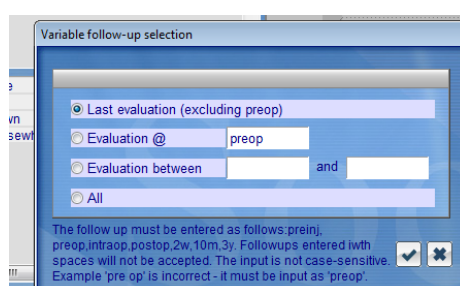 Variable follow-up selection
Last evaluation (excluding preop)
Evaluation @ preop
Evaluation between and
All
The follow up must be entered as follows:preinj,
preop,intraop,postop,2w,10m,3y. Followups entered iwth
spaces will not be accepted. The input is not case-sensitive.
Example 'pre op' is incorrect - it must be input as 'preop'.